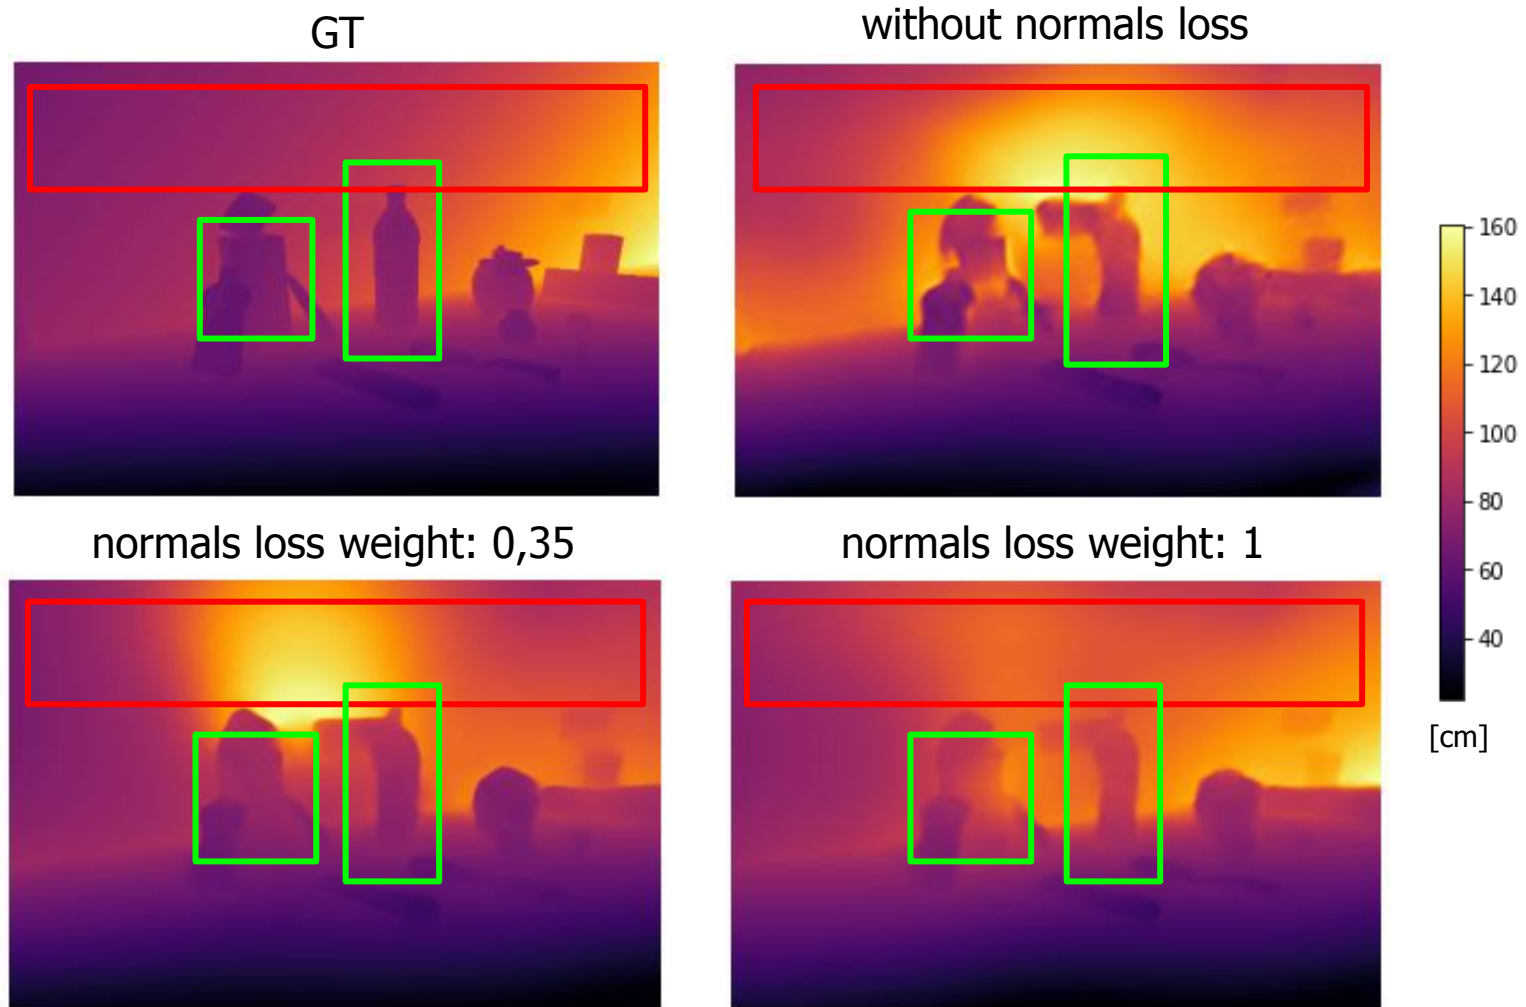 GT
without normals loss
normals loss weight: 0,35
normals loss weight: 1
160
140
120
100
80
60
40
[cm]